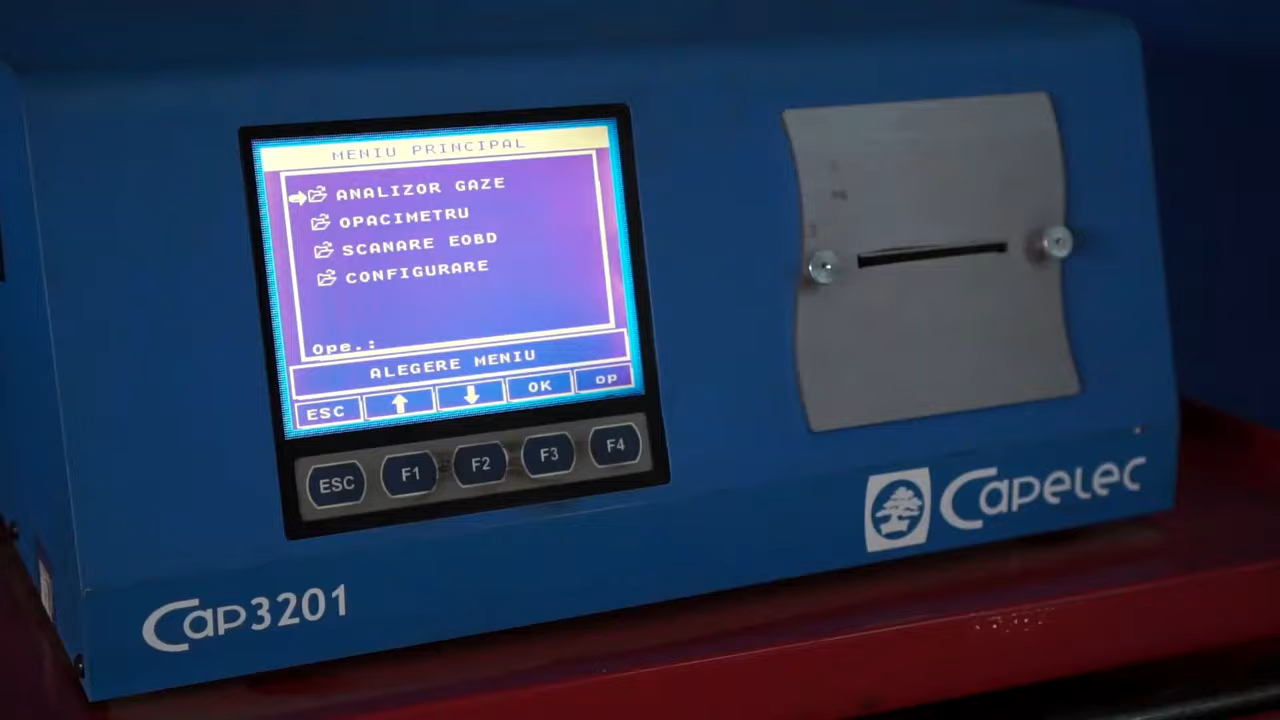 MENIU PRINCIPAL
ANALIZOR GAZE
OPACIMETRU
SCANARE EOBD
CONFIGURARE
Ope.:
ALEGERE MENIU
ESC OK op
ESC F1 F2 F3 F4
Capelec
Cap3201